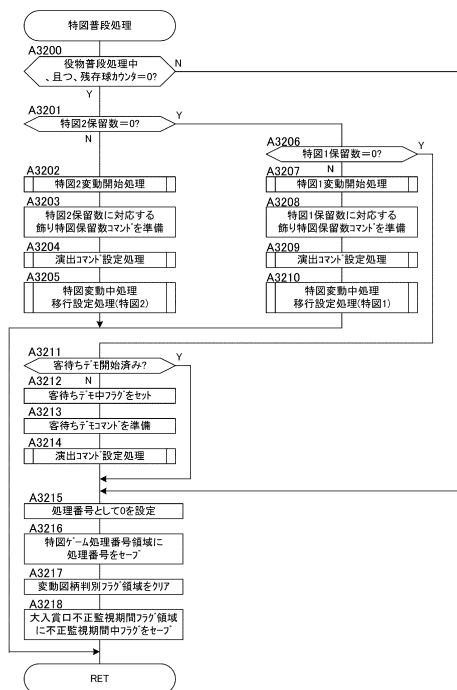 特図普段処理
A3200
役物普段処理中
、且つ、残存球カウンタ＝0?
N
Y
A3201
特図2保留数＝0?
Y
N
A3206
特図1保留数＝0?
Y
N
A3202
特図2変動開始処理
A3207
特図1変動開始処理
A3203
特図2保留数に対応する
飾り特図保留数コマンドを準備
A3208
特図1保留数に対応する
飾り特図保留数コマンドを準備
A3204
演出コマンド設定処理
A3209
演出コマンド設定処理
A3205
特図変動中処理
移行設定処理(特図2)
A3210
特図変動中処理
移行設定処理(特図1)
A3211
客待ちデモ開始済み?
Y
N
A3212
客待ちデモ中フラグをセット
A3213
客待ちデモコマンドを準備
A3214
演出コマンド設定処理
A3215
処理番号として0を設定
A3216
特図ゲーム処理番号領域に
処理番号をセーブ
A3217
変動図柄判別フラグ領域をクリア
A3218
大入賞口不正監視期間フラグ領域
に不正監視期間中フラグをセーブ
RET